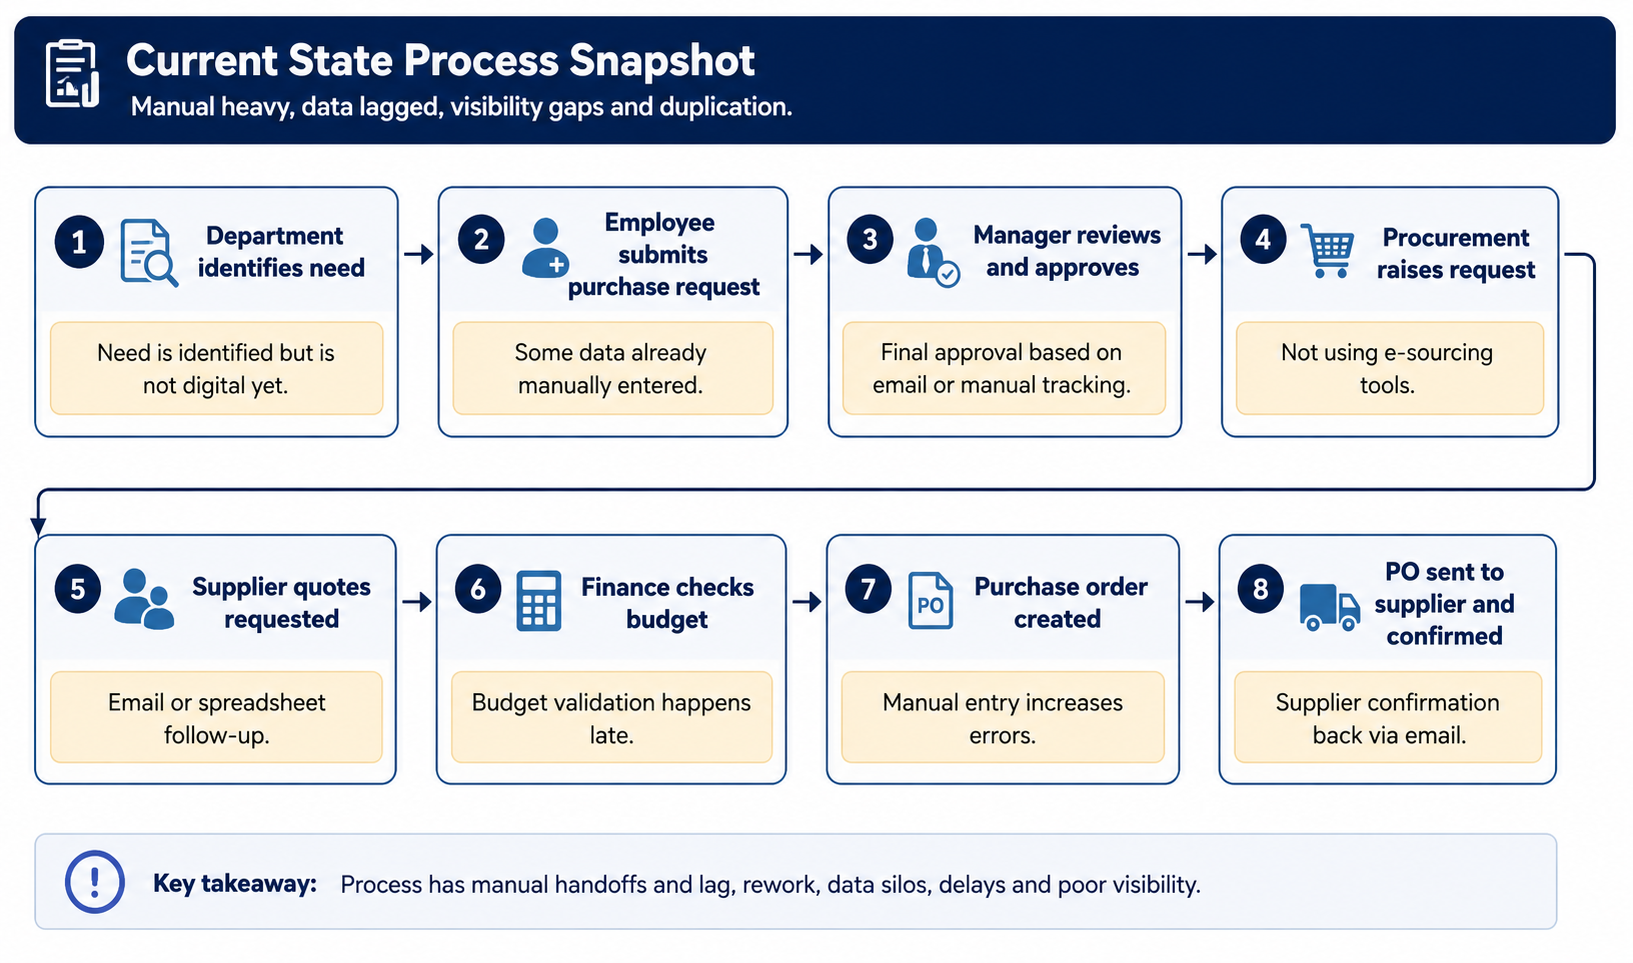 Current State Process Snapshot
Manual heavy, data lagged, visibility gaps and duplication.
1
Department
identifies need
Need is identified but is
not digital yet.
2
Employee
submits
purchase request
Some data already
manually entered.
3
Manager reviews
and approves
Final approval based on
email or manual tracking.
4
Procurement
raises request
Not using e-sourcing
tools.
5
Supplier quotes
requested
Email or spreadsheet
follow-up.
6
Finance checks
budget
Budget validation happens
late.
7
PO
Purchase order
created
Manual entry increases
errors.
8
PO sent to
supplier and
confirmed
Supplier confirmation
back via email.
Key takeaway: Process has manual handoffs and lag, rework, data silos, delays and poor visibility.